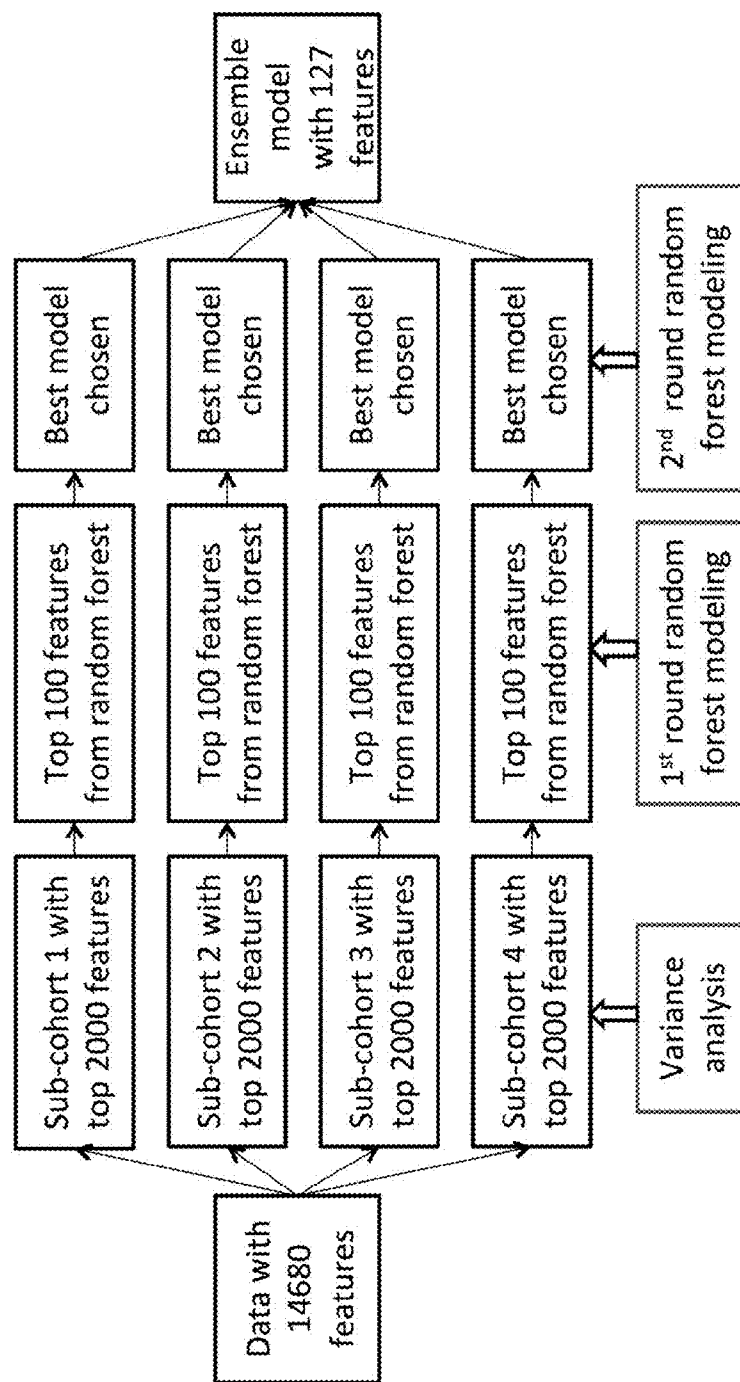 Data with
14680
features
Sub-cohort 1 with
top 2000 features
Top 100 features
from random forest
Best model
chosen
Sub-cohort 2 with
top 2000 features
Top 100 features
from random forest
Best model
chosen
Sub-cohort 3 with
top 2000 features
Top 100 features
from random forest
Best model
chosen
Sub-cohort 4 with
top 2000 features
Top 100 features
from random forest
Best model
chosen
Ensemble
model
with 127
features
Variance
analysis
1st round random
forest modeling
2nd round random
forest modeling